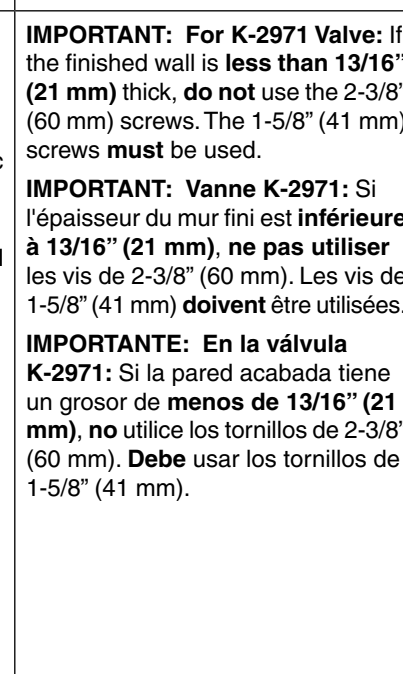 IMPORTANT: For K-2971 Valve: If
the finished wall is less than 13/16”
(21 mm) thick, do not use the 2-3/8”
(60 mm) screws. The 1-5/8” (41 mm)
screws must be used.
IMPORTANT: Vanne K-2971: Si
l'épaisseur du mur fini est inférieure
à 13/16” (21 mm), ne pas utiliser
les vis de 2-3/8” (60 mm). Les vis de
1-5/8” (41 mm) doivent être utilisées.
IMPORTANTE: En la válvula
K-2971: Si la pared acabada tiene
un grosor de menos de 13/16” (21
mm), no utilice los tornillos de 2-3/8”
(60 mm). Debe usar los tornillos de
1-5/8” (41 mm).